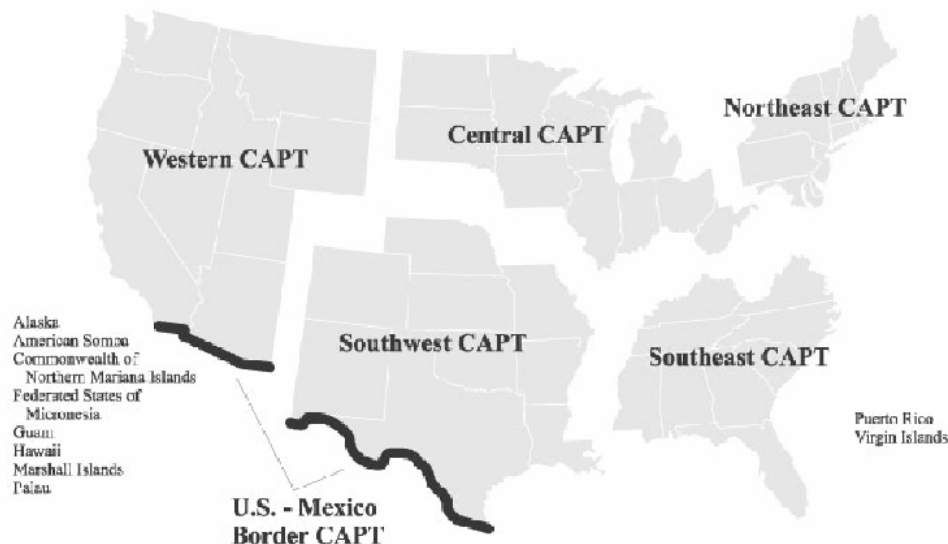 Northeast CAPT
Central CAPT
Western CAPT
Alaska
American Somoa
Commonwealth of
Northern Mariana Islands
Federated States of
Micronesia
Guam
Hawaii
Marshall Islands
Palau
Southwest CAPT
Southeast CAPT
Puerto Rico
Virgin Islands
U.S. - Mexico
Border CAPT